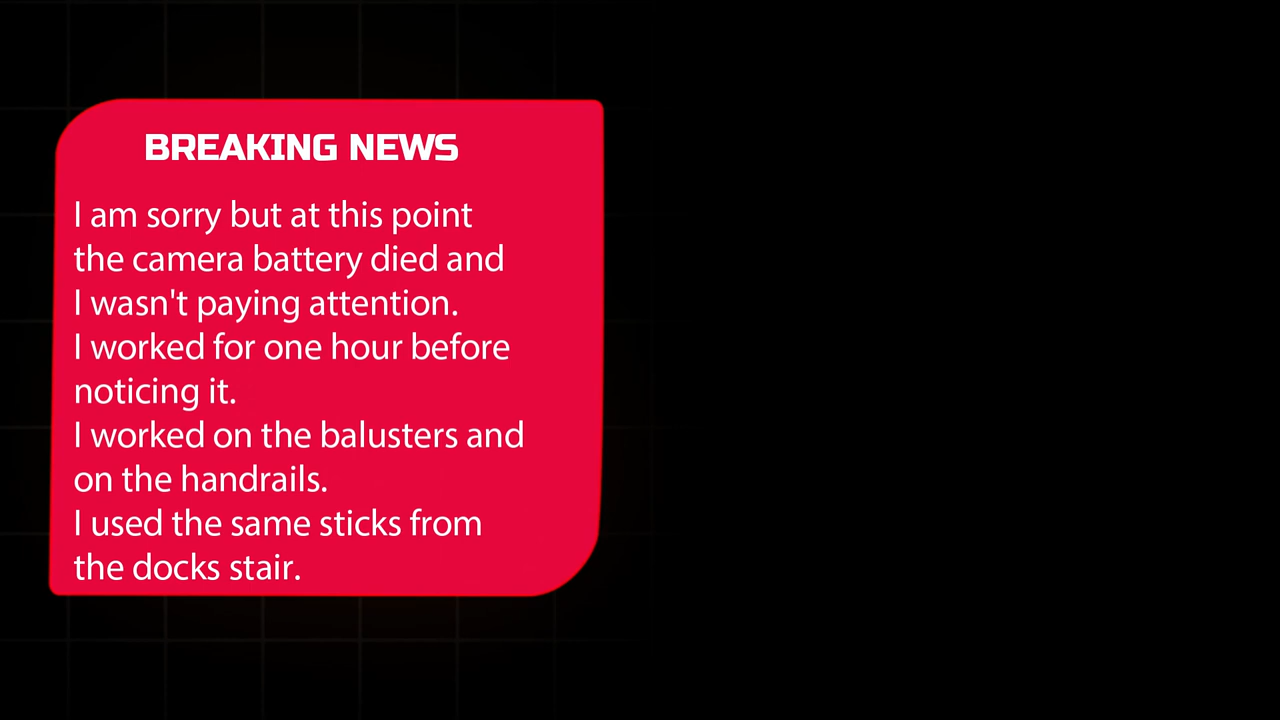 BREAKING NEWS
I am sorry but at this point
the camera battery died and
I wasn't paying attention.
I worked for one hour before
noticing it.
I worked on the balusters and
on the handrails.
I used the same sticks from
the docks stair.